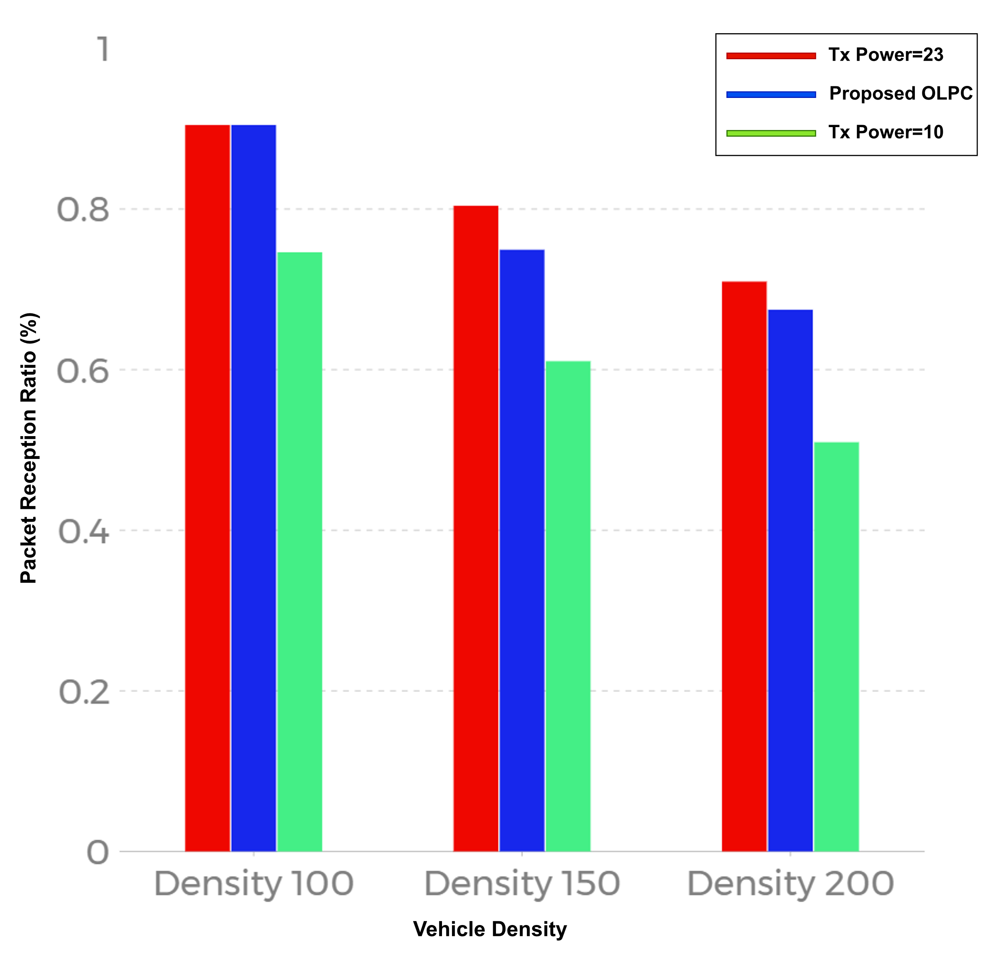 1
Tx Power=23
Proposed OLPC
Tx Power=10
0.8
0.6
0.4
0.2
0
Packet Reception Ratio (%)
Density 100
Density 150
Density 200
Vehicle Density